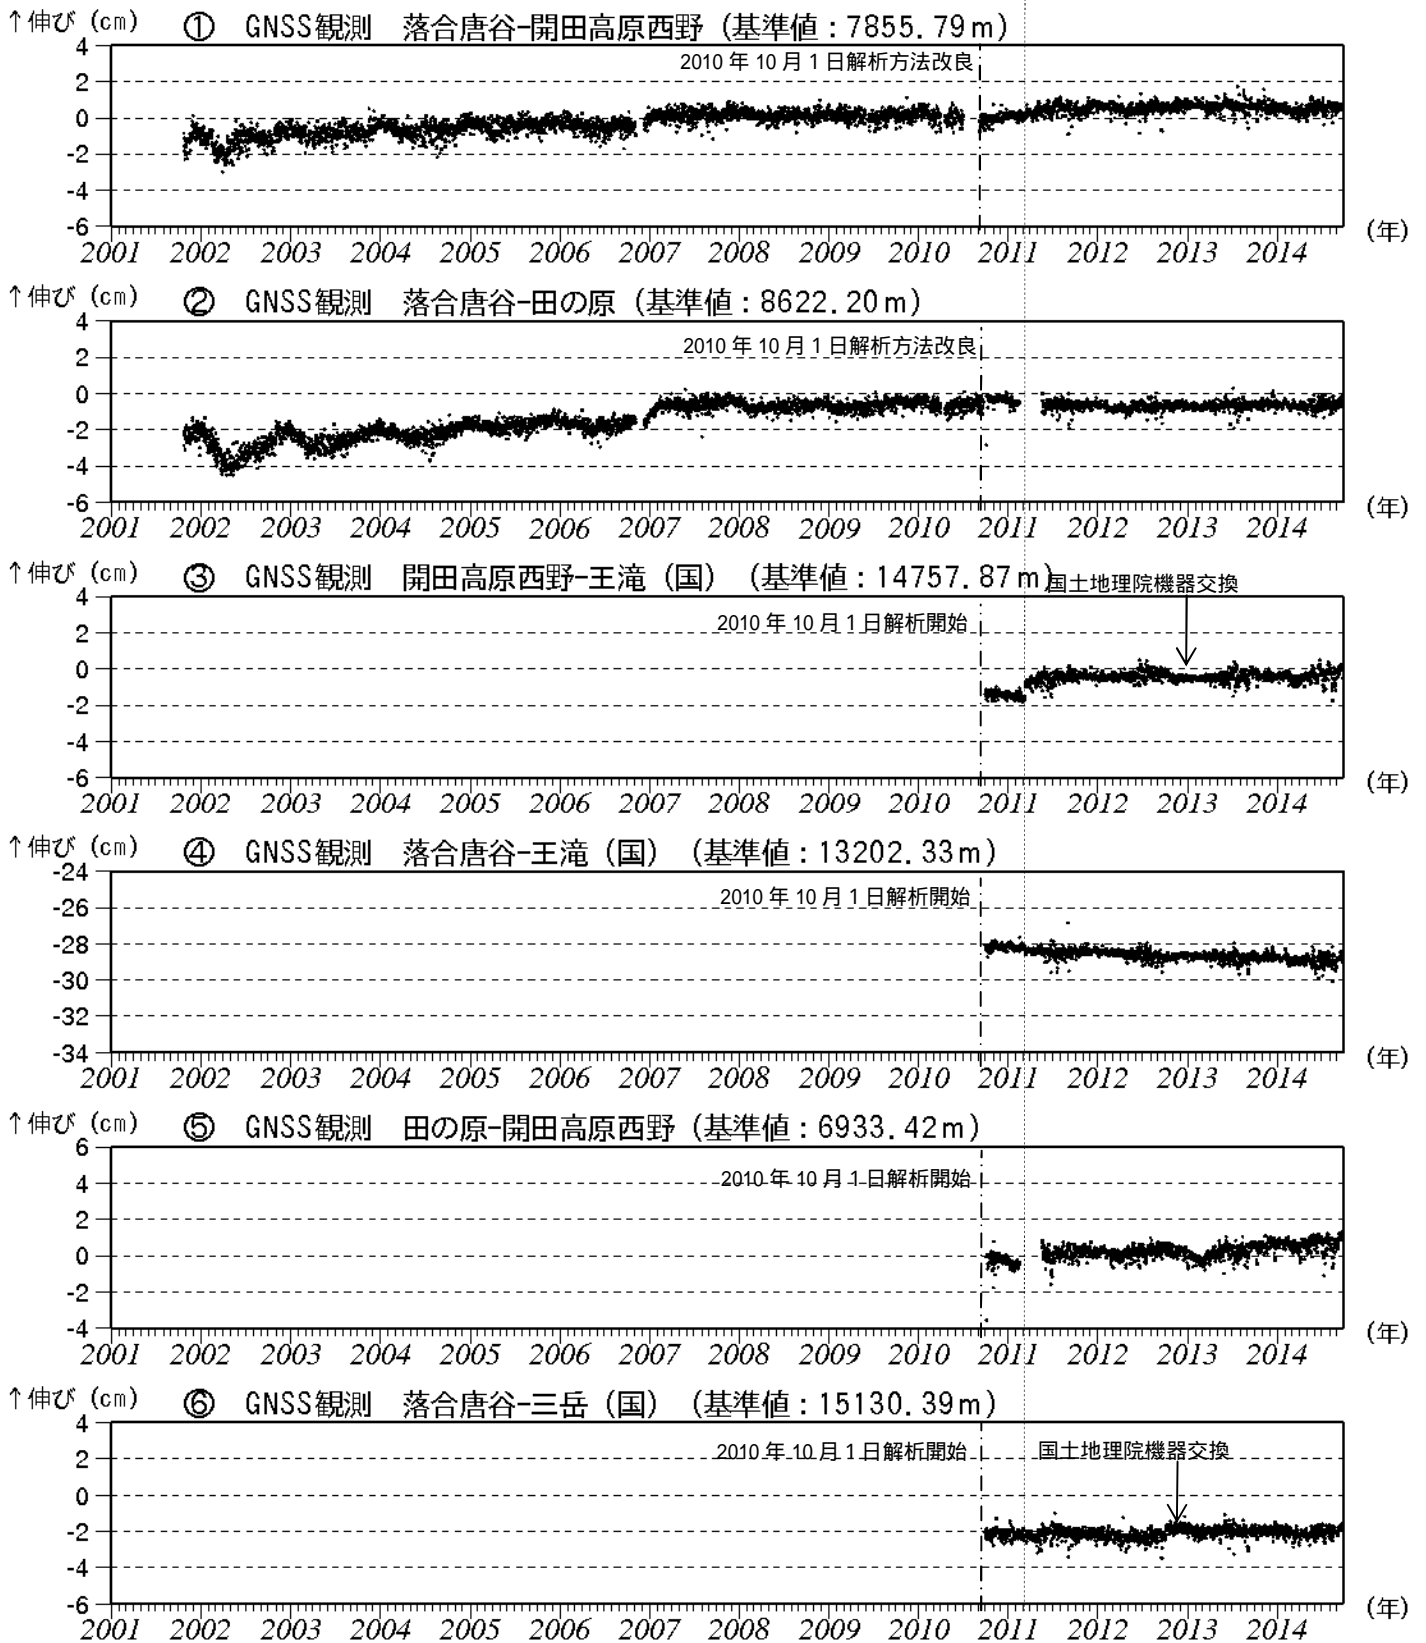 ↑伸び (cm) ① GNSS観測 落合唐谷-開田高原西野 (基準値:7855.79m)
2010年10月1日解析方法改良
4
2
0
-2
-4
-6
2001 2002 2003 2004 2005 2006 2007 2008 2009 2010 2011 2012 2013 2014 (年)
↑伸び (cm) ② GNSS観測 落合唐谷-田の原 (基準値:8622.20m)
2010年10月1日解析方法改良
4
2
0
-2
-4
-6
2001 2002 2003 2004 2005 2006 2007 2008 2009 2010 2011 2012 2013 2014 (年)
↑伸び (cm) ③ GNSS観測 開田高原西野-王滝(国) (基準値:14757.87m)
国土地理院機器交換
2010年10月1日解析開始
4
2
0
-2
-4
-6
2001 2002 2003 2004 2005 2006 2007 2008 2009 2010 2011 2012 2013 2014 (年)
↑伸び (cm) ④ GNSS観測 落合唐谷-王滝(国) (基準値:13202.33m)
2010年10月1日解析開始
-24
-26
-28
-30
-32
-34
2001 2002 2003 2004 2005 2006 2007 2008 2009 2010 2011 2012 2013 2014 (年)
↑伸び (cm) ⑤ GNSS観測 田の原-開田高原西野 (基準値:6933.42m)
2010年10月1日解析開始
6
4
2
0
-2
-4
2001 2002 2003 2004 2005 2006 2007 2008 2009 2010 2011 2012 2013 2014 (年)
↑伸び (cm) ⑥ GNSS観測 落合唐谷-三岳(国) (基準値:15130.39m)
2010年10月1日解析開始 国土地理院機器交換
4
2
0
-2
-4
-6
2001 2002 2003 2004 2005 2006 2007 2008 2009 2010 2011 2012 2013 2014 (年)